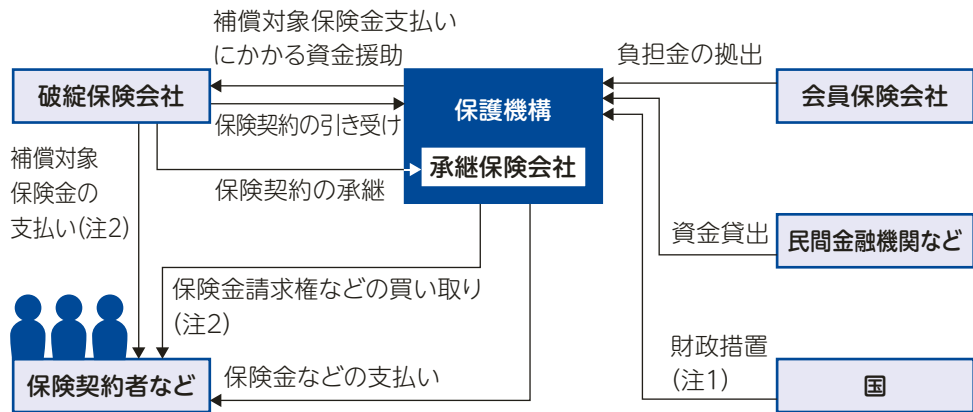 補償対象保険金支払い
にかかる資金援助
負担金の拠出
破綻保険会社
保護機構
会員保険会社
保険契約の引き受け
承継保険会社
補償対象
保険金の
支払い(注2)
保険契約の承継
資金貸出
民間金融機関など
保険金請求権などの買い取り
(注2)
財政措置
(注1)
保険契約者など
保険金などの支払い
国